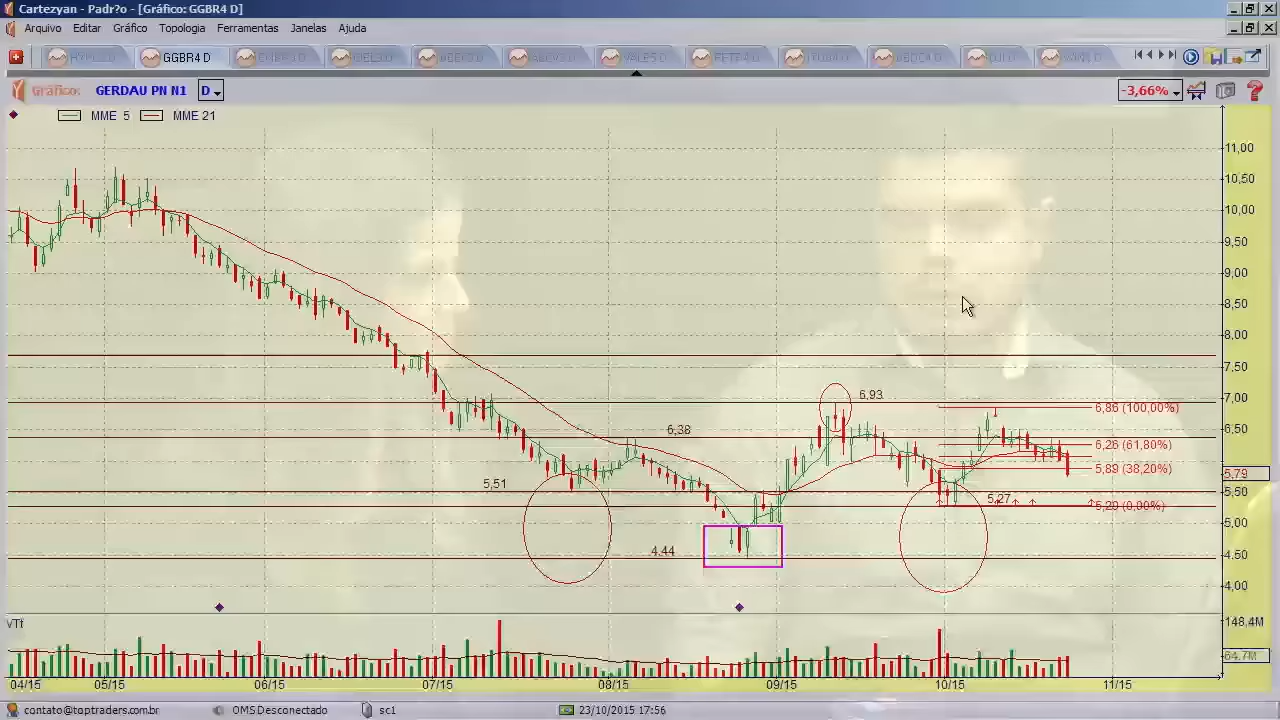 Cartezyan - Padr?o - [Gráfico: GGBR4 D]
Arquivo Editar Gráfico Topologia Ferramentas Janelas Ajuda
GGBR4 D
Gráfico: GERDAU PN N1 D -3,66%
MME 5 MME 21
11,00
10,50
10,00
9,50
9,00
8,50
8,00
7,50
7,00
6,93
6,86 (100,00%)
6,50
6,38
6,26 (61,80%)
5,89 (38,20%)
5,79
5,51
5,50
5,27
5,20 (0,00%)
5,00
4,50
4,44
4,00
148,4M
64,7M
04/15 05/15 06/15 07/15 08/15 09/15 10/15 11/15
contato@toptraders.com.br OMS Desconectado sc1 23/10/2015 17:56